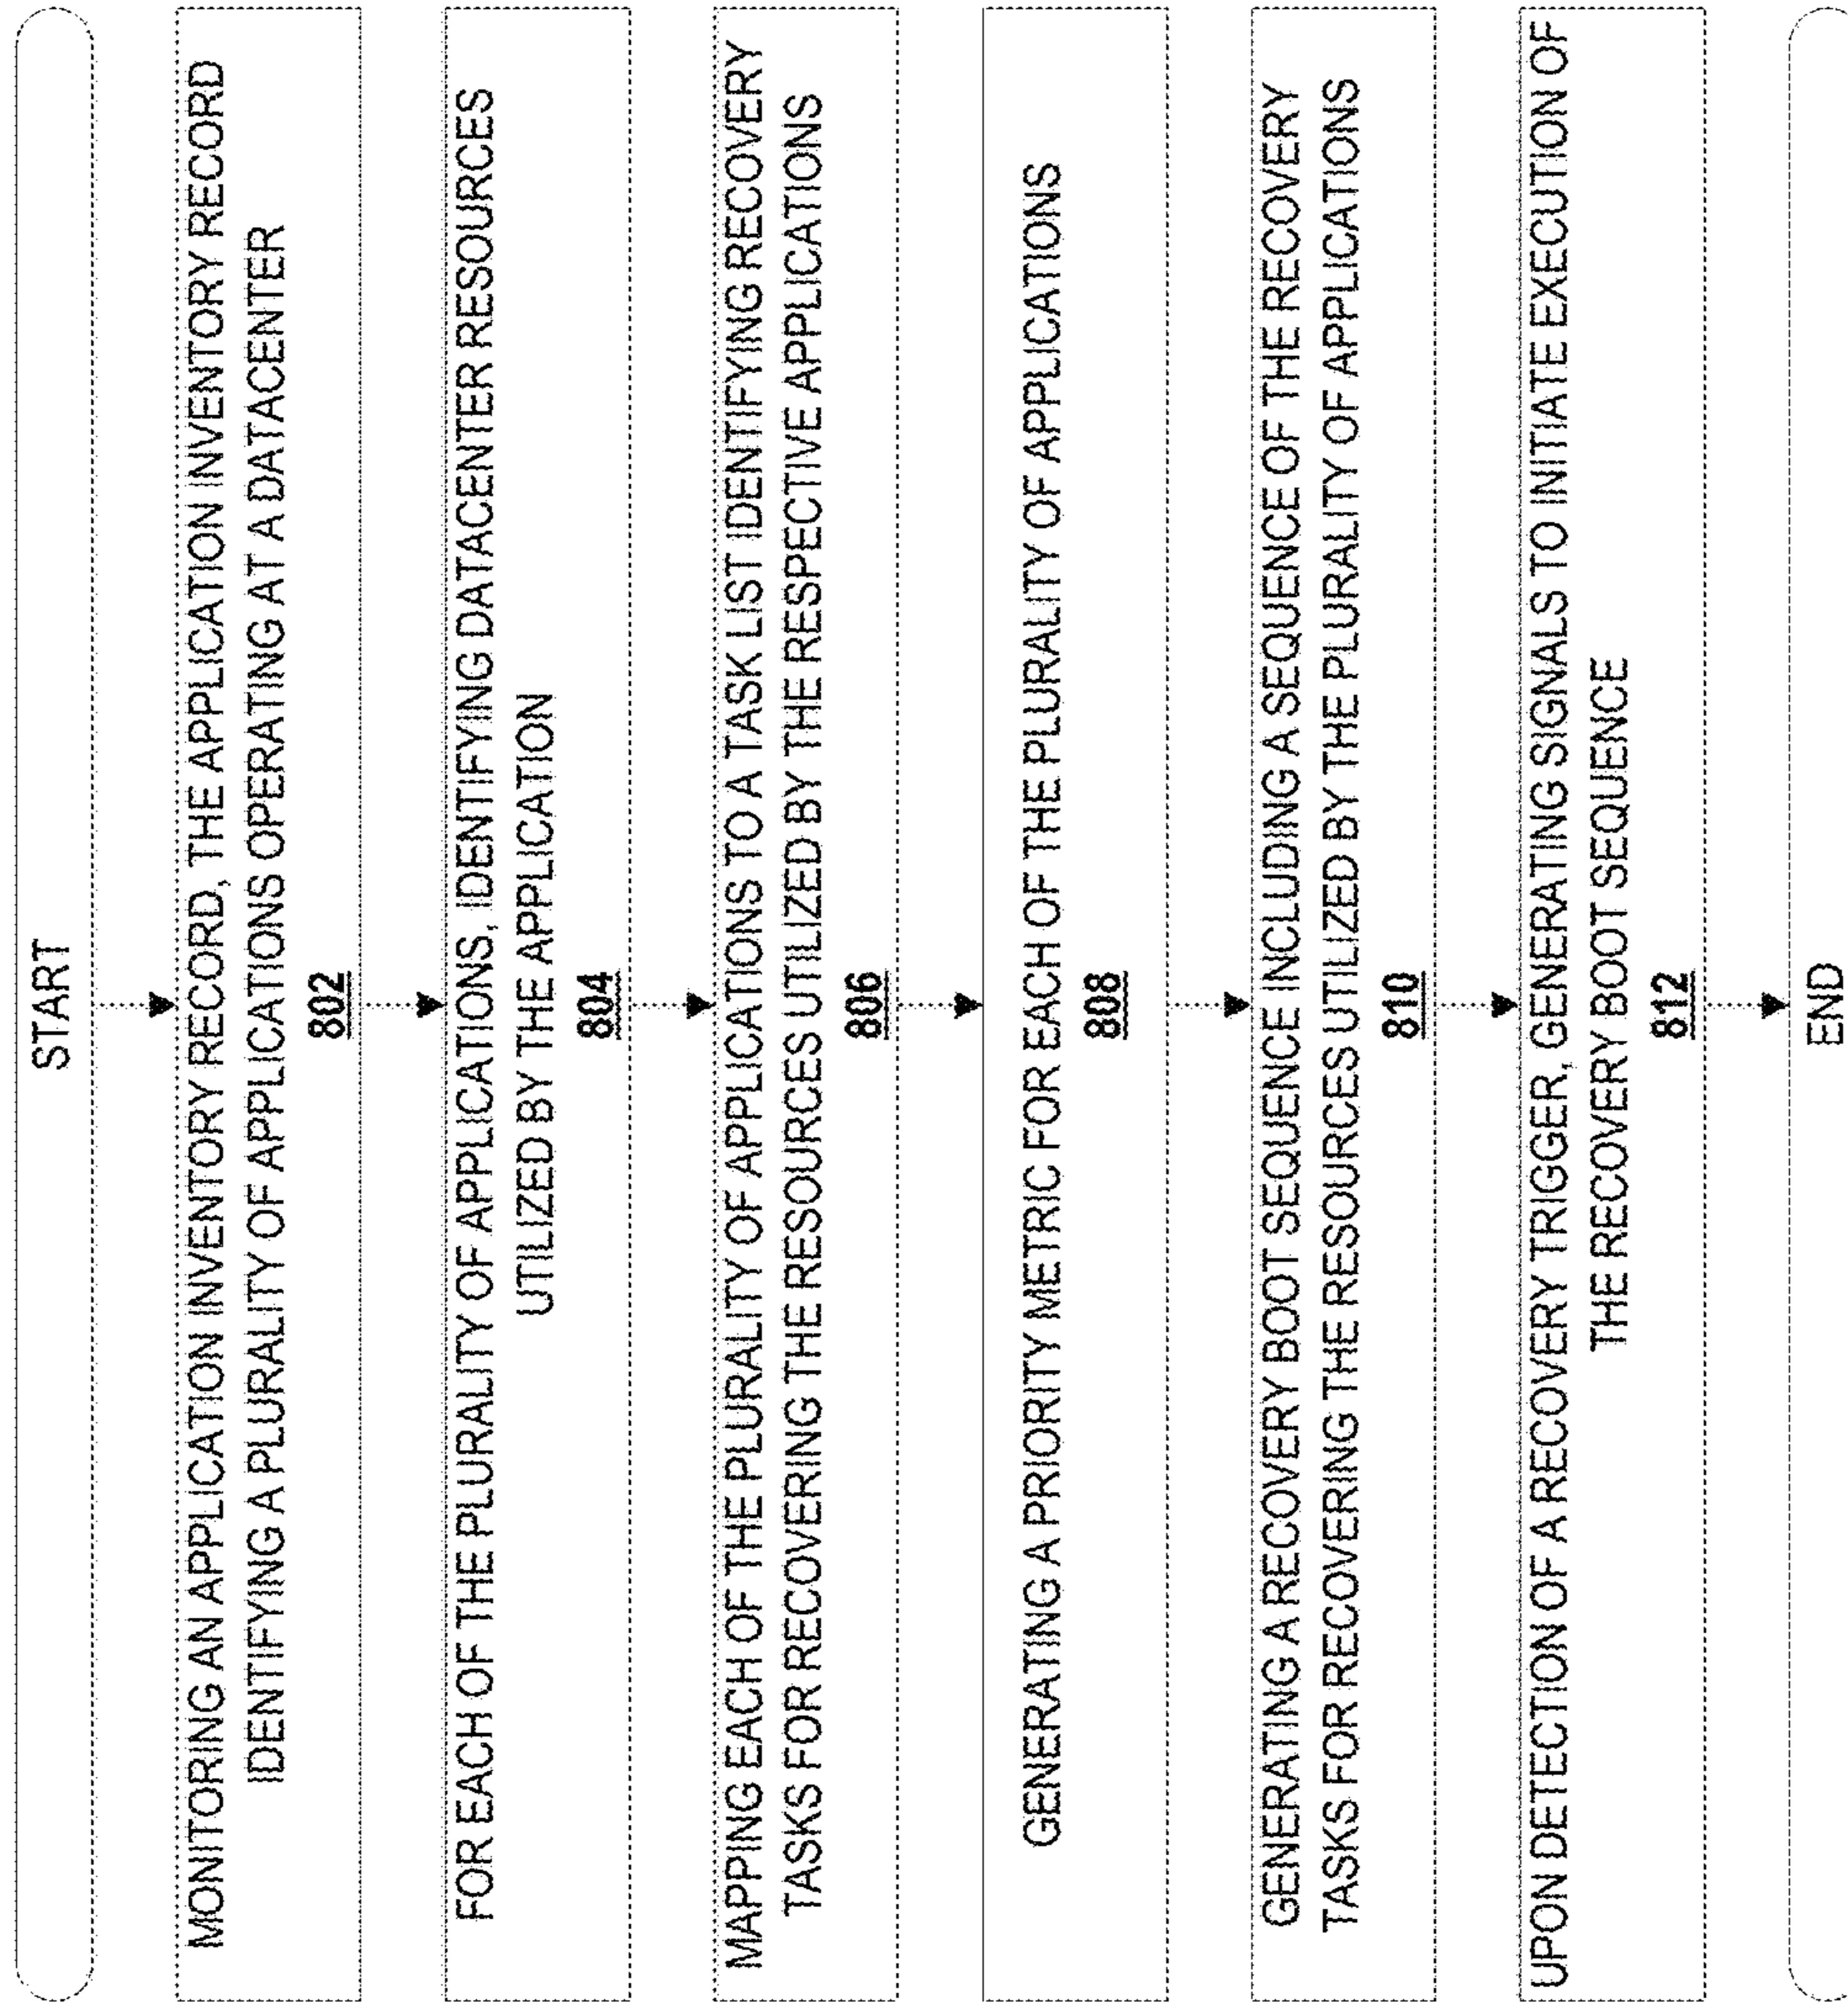 START
MONITORING AN APPLICATION INVENTORY RECORD, THE APPLICATION INVENTORY RECORD
IDENTIFYING A PLURALITY OF APPLICATIONS OPERATING AT A DATACENTER
802
FOR EACH OF THE PLURALITY OF APPLICATIONS, IDENTIFYING DATACENTER RESOURCES
UTILIZED BY THE APPLICATION
804
MAPPING EACH OF THE PLURALITY OF APPLICATIONS TO A TASK LIST IDENTIFYING RECOVERY
TASKS FOR RECOVERING THE RESOURCES UTILIZED BY THE RESPECTIVE APPLICATIONS
806
GENERATING A PRIORITY METRIC FOR EACH OF THE PLURALITY OF APPLICATIONS
808
GENERATING A RECOVERY BOOT SEQUENCE INCLUDING A SEQUENCE OF THE RECOVERY
TASKS FOR RECOVERING THE RESOURCES UTILIZED BY THE PLURALITY OF APPLICATIONS
810
UPON DETECTION OF A RECOVERY TRIGGER, GENERATING SIGNALS TO INITIATE EXECUTION OF
THE RECOVERY BOOT SEQUENCE
812
END